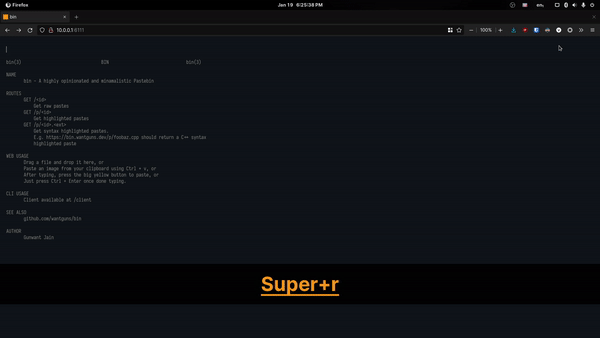 Firefox
Jan 19 6:25:38 PM
bin
10.0.0.1:6111
100%
bin(3) BIN bin(3)
NAME
bin - A highly opinionated and minamalistic Pastebin
ROUTES
GET /<id>
Get raw pastes
GET /p/<id>
Get highlighted pastes
GET /p/<id>.<ext>
Get syntax highlighted pastes.
E.g. https://bin.wantguns.dev/p/foobaz.cpp should return a C++ syntax
highlighted paste
WEB USAGE
Drag a file and drop it here, or
Paste an image from your clipboard using Ctrl + v, or
After typing, press the big yellow button to paste, or
Just press Ctrl + Enter once done typing.
CLI USAGE
Client available at /client
SEE ALSO
github.com/wantguns/bin
AUTHOR
Gunwant Jain
Super+r